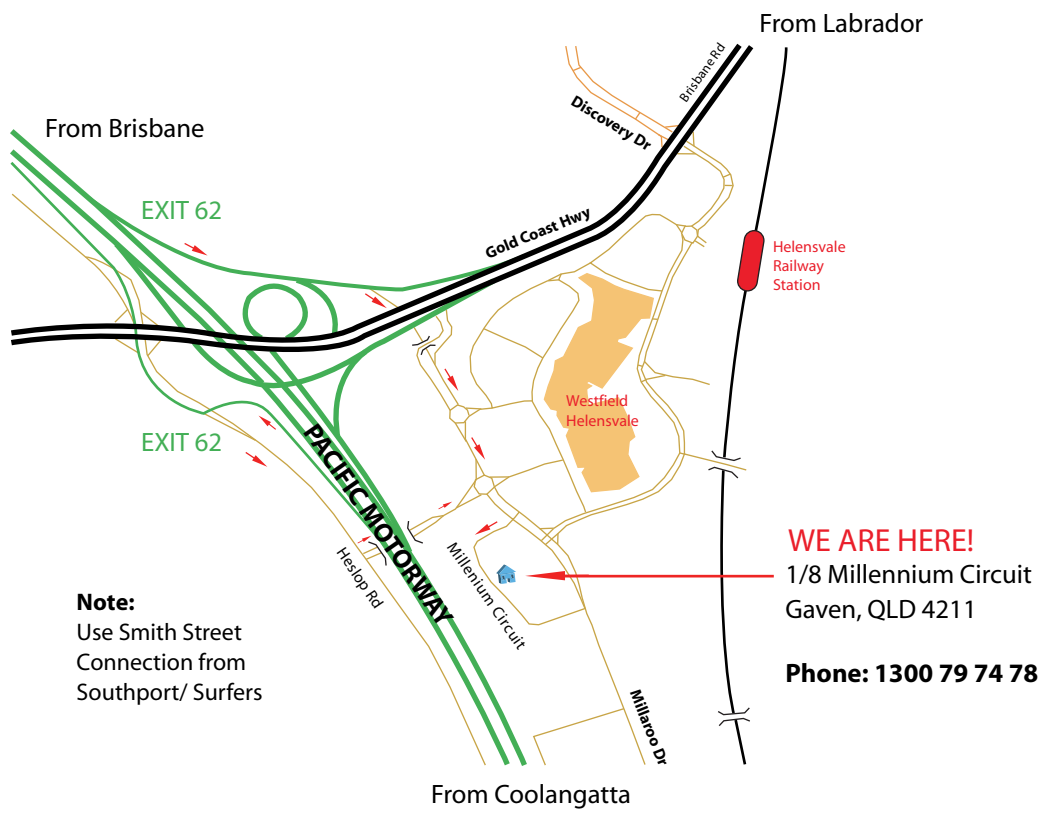 From Labrador
Brisbane Rd
Discovery Dr
From Brisbane
EXIT 62
Gold Coast Hwy
Helensvale
Railway
Station
Westfield
Helensvale
EXIT 62
PACIFIC MOTORWAY
Heslop Rd
Millenium Circuit
WE ARE HERE!
1/8 Millennium Circuit
Gaven, QLD 4211
Phone: 1300 79 74 78
Note:
Use Smith Street
Connection from
Southport/ Surfers
Millaroo Dr
From Coolangatta